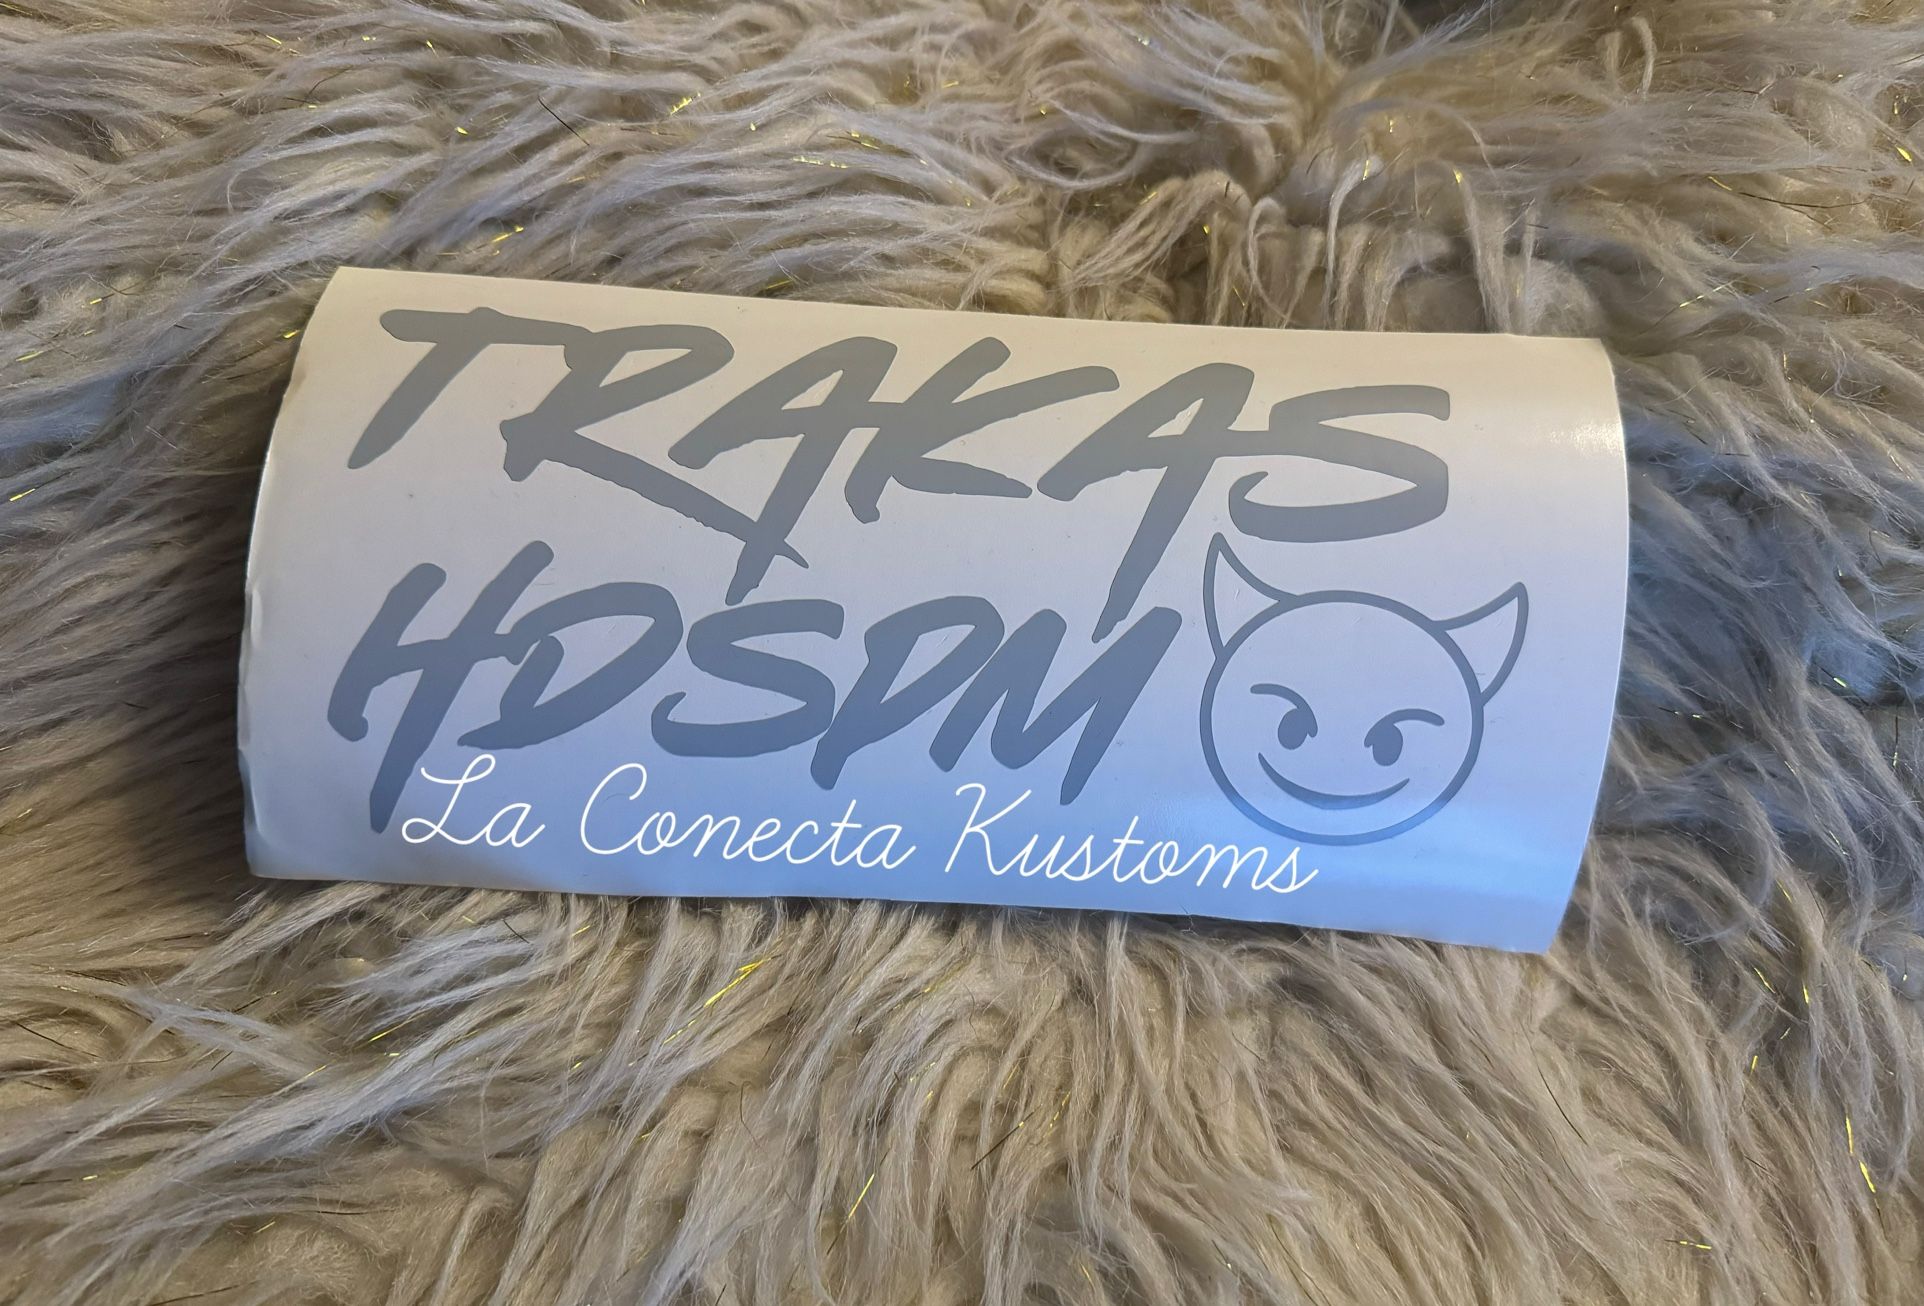 TRAKAS
HDSPM
La Conecta Kustoms